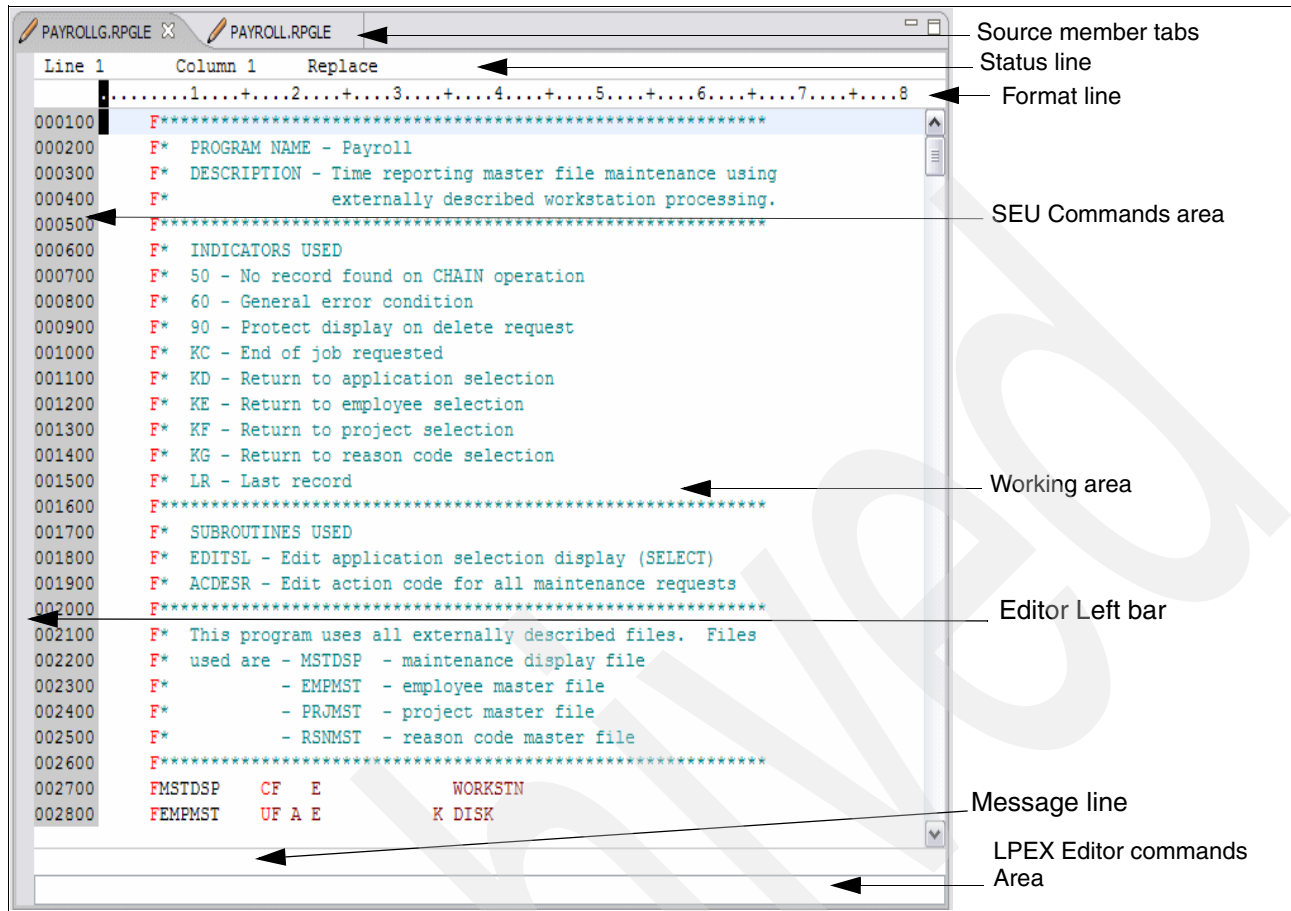 PAYROLLG.RPGLE PAYROLL.RPGLE Source member tabs
Line 1 Column 1 Replace Status line
.........1....+....2....+....3....+....4....+....5....+....6....+....7....+....8 Format line
000100 F************************************************************
000200 F* PROGRAM NAME - Payroll
000300 F* DESCRIPTION - Time reporting master file maintenance using
000400 F* externally described workstation processing.
SEU Commands area
000500 F************************************************************
000600 F* INDICATORS USED
000700 F* 50 - No record found on CHAIN operation
000800 F* 60 - General error condition
000900 F* 90 - Protect display on delete request
001000 F* KC - End of job requested
001100 F* KD - Return to application selection
001200 F* KE - Return to employee selection
001300 F* KF - Return to project selection
001400 F* KG - Return to reason code selection
001500 F* LR - Last record Working area
001600 F************************************************************
001700 F* SUBROUTINES USED
001800 F* EDITSL - Edit application selection display (SELECT)
001900 F* ACDESR - Edit action code for all maintenance requests
002000 F************************************************************ Editor Left bar
002100 F* This program uses all externally described files. Files
002200 F* used are - MSTDSP - maintenance display file
002300 F* - EMPMST - employee master file
002400 F* - PRJMST - project master file
002500 F* - RSNMST - reason code master file
002600 F************************************************************
002700 FMSTDSP CF E WORKSTN
002800 FEMPMST UF A E K DISK
Message line
LPEX Editor commands
Area
hived